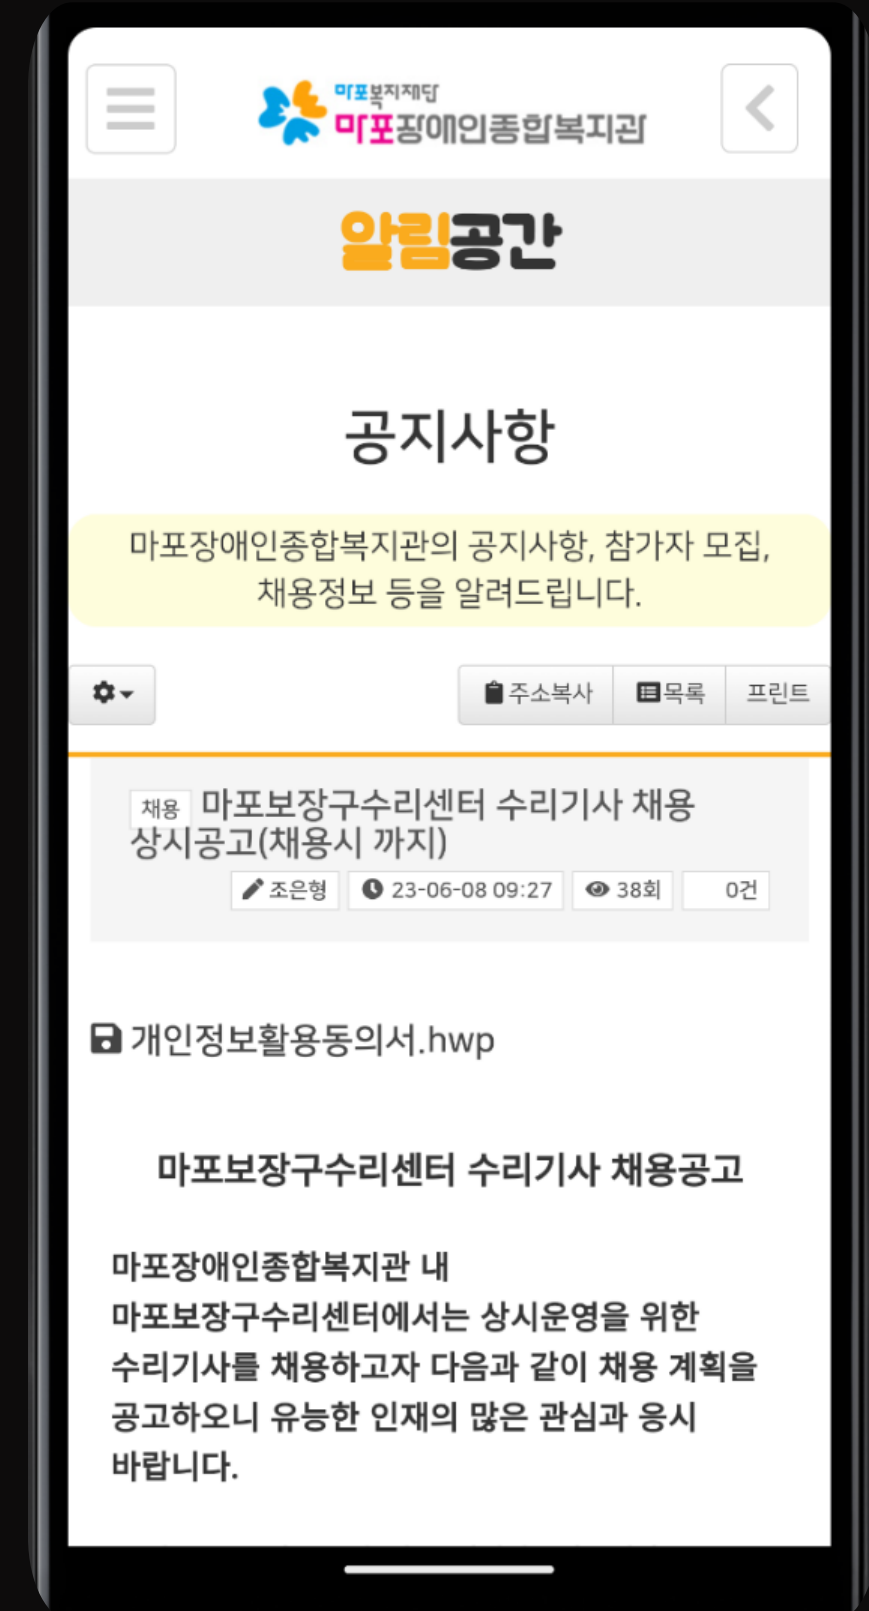 마포복지재단
마포장애인종합복지관
알림공간
공지사항
마포장애인종합복지관의 공지사항, 참가자 모집,
채용정보 등을 알려드립니다.
주소복사 목록 프린트
채용 마포보장구수리센터 수리기사 채용
상시공고(채용시 까지)
조은형 23-06-08 09:27 38회 0건
개인정보활용동의서.hwp
마포보장구수리센터 수리기사 채용공고
마포장애인종합복지관 내
마포보장구수리센터에서는 상시운영을 위한
수리기사를 채용하고자 다음과 같이 채용 계획을
공고하오니 유능한 인재의 많은 관심과 응시
바랍니다.